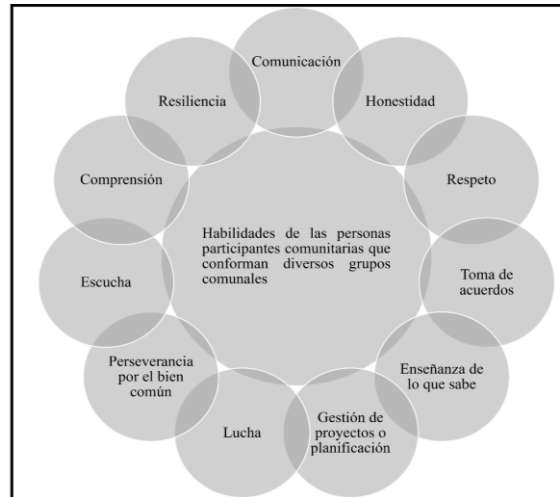 Comunicación
Honestidad
Respeto
Toma de
acuerdos
Enseñanza de
lo que sabe
Gestión de
proyectos o
planificación
Lucha
Perseverancia
por el bien
común
Escucha
Comprensión
Resiliencia
Habilidades de las personas
participantes comunitarias que
conforman diversos grupos
comunales